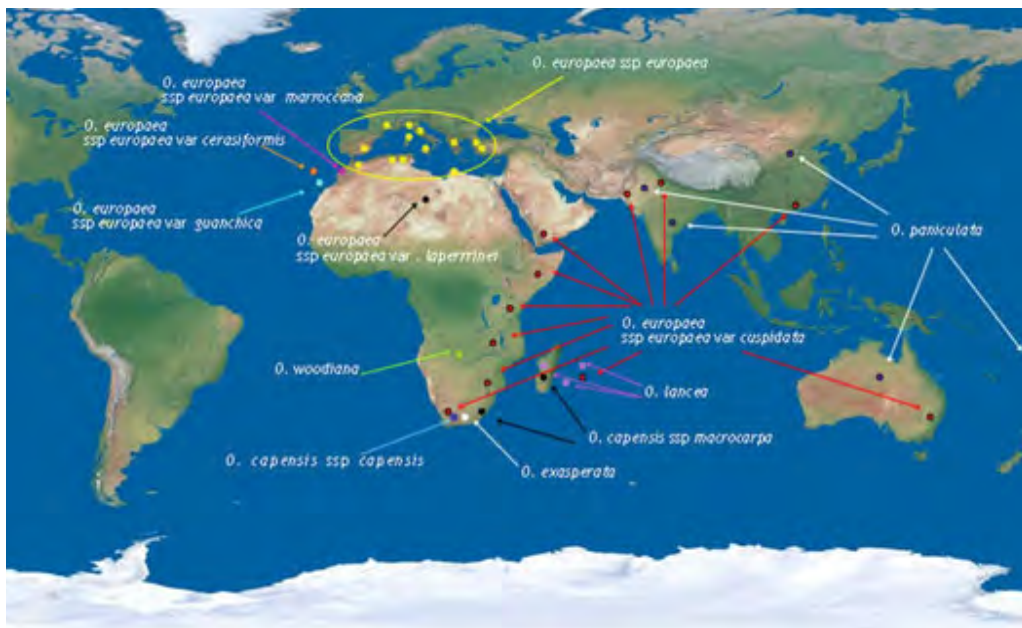 O. europaea ssp europaea
O. europaea
ssp europaea var marroccana
O. europaea
ssp europaea var cerasiformis
O. europaea
ssp europaea var guanchica
O. europaea
ssp europaea var . laperrinei
O. paniculata
O. europaea
ssp europaea var cuspidata
O. woodiana
O. lancea
O. capensis ssp macrocarpa
O. capensis ssp capensis
O. exasperata